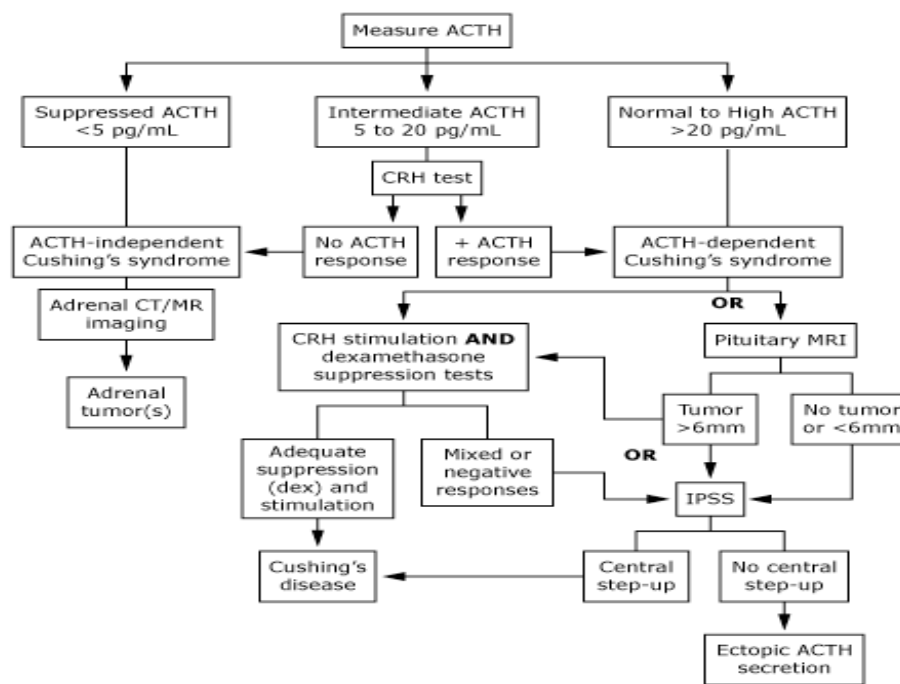 Measure ACTH
Suppressed ACTH
<5 pg/mL
Intermediate ACTH
5 to 20 pg/mL
Normal to High ACTH
>20 pg/mL
CRH test
ACTH-independent
Cushing's syndrome
No ACTH
response
+ ACTH
response
ACTH-dependent
Cushing's syndrome
OR
Adrenal CT/MR
imaging
CRH stimulation AND
dexamethasone
suppression tests
Pituitary MRI
Adrenal
tumor(s)
Tumor
>6mm
No tumor
or <6mm
OR
Adequate
suppression
(dex) and
stimulation
Mixed or
negative
responses
IPSS
Cushing's
disease
Central
step-up
No central
step-up
Ectopic ACTH
secretion